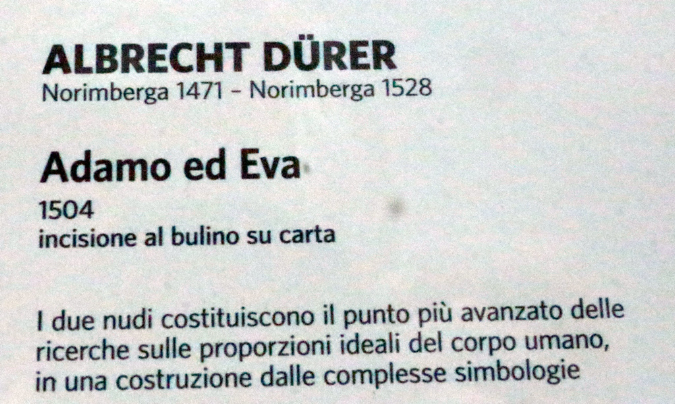 ALBRECHT DÜRER
Norimberga 1471 – Norimberga 1528
Adamo ed Eva
1504
incisione al bulino su carta
I due nudi costituiscono il punto più avanzato delle
ricerche sulle proporzioni ideali del corpo umano,
in una costruzione dalle complesse simbologie